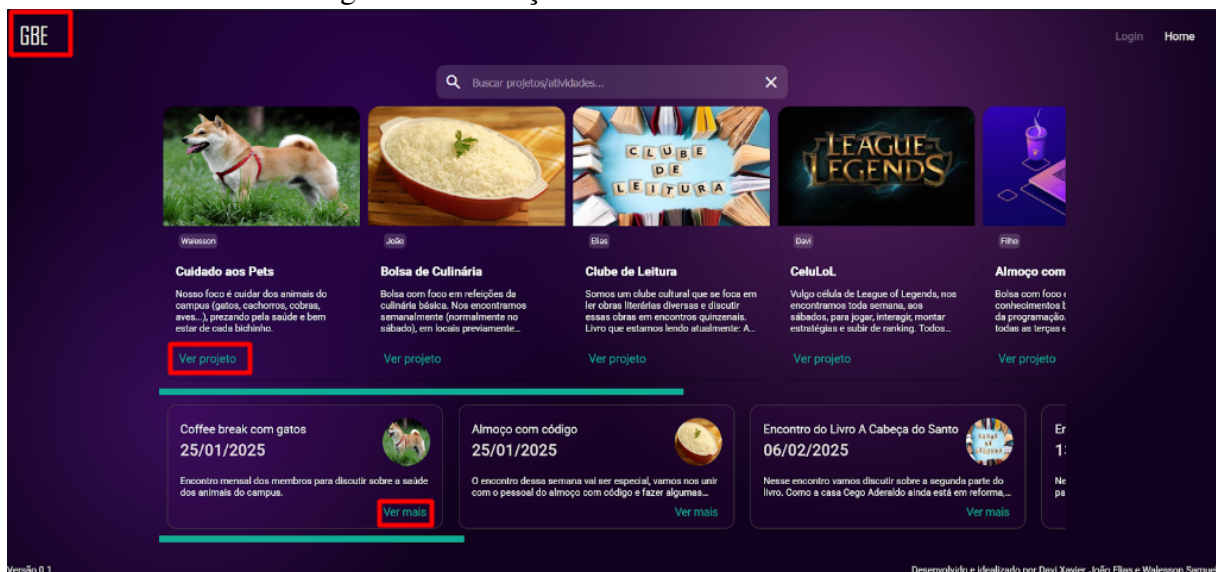 GBE
Login Home
Buscar projetos/atividades...
CLUBE
DE
LEITURA
LEAGUE OF
LEGENDS
Walesson
João
Elias
Davi
Filho
Cuidado aos Pets
Nosso foco é cuidar dos animais do
campus (gatos, cachorros, cobras,
aves...), prezando pela saúde e bem
estar de cada bichinho.
Ver projeto
Bolsa de Culinária
Bolsa com foco em refeições da
culinária básica. Nos encontramos
semanalmente (normalmente no
sábado), em locais previamente...
Ver projeto
Clube de Leitura
Somos um clube cultural que se foca em
ler obras literárias diversas e discutir
essas obras em encontros quinzenais.
Livro que estamos lendo atualmente: A...
Ver projeto
CeluLoL
Vulgo célula de League of Legends, nos
encontramos toda semana, aos
sábados, para jogar, interagir, montar
estratégias e subir de ranking. Todos...
Ver projeto
Almoço com
Bolsa com foco
conhecimentos
da programação.
todas as terças e
Ver projeto
Coffee break com gatos
25/01/2025
Encontro mensal dos membros para discutir sobre a saúde
dos animais do campus.
Ver mais
Almoço com código
25/01/2025
O encontro dessa semana vai ser especial, vamos nos unir
com o pessoal do almoço com código e fazer algumas...
Ver mais
Encontro do Livro A Cabeça do Santo
06/02/2025
Nesse encontro vamos discutir sobre a segunda parte do
livro. Como a casa Cego Aderaldo ainda está em reforma,...
Ver mais
Versão 0.1
Desenvolvido e idealizado por Davi Xavier, João Elias e Walesson Samuel